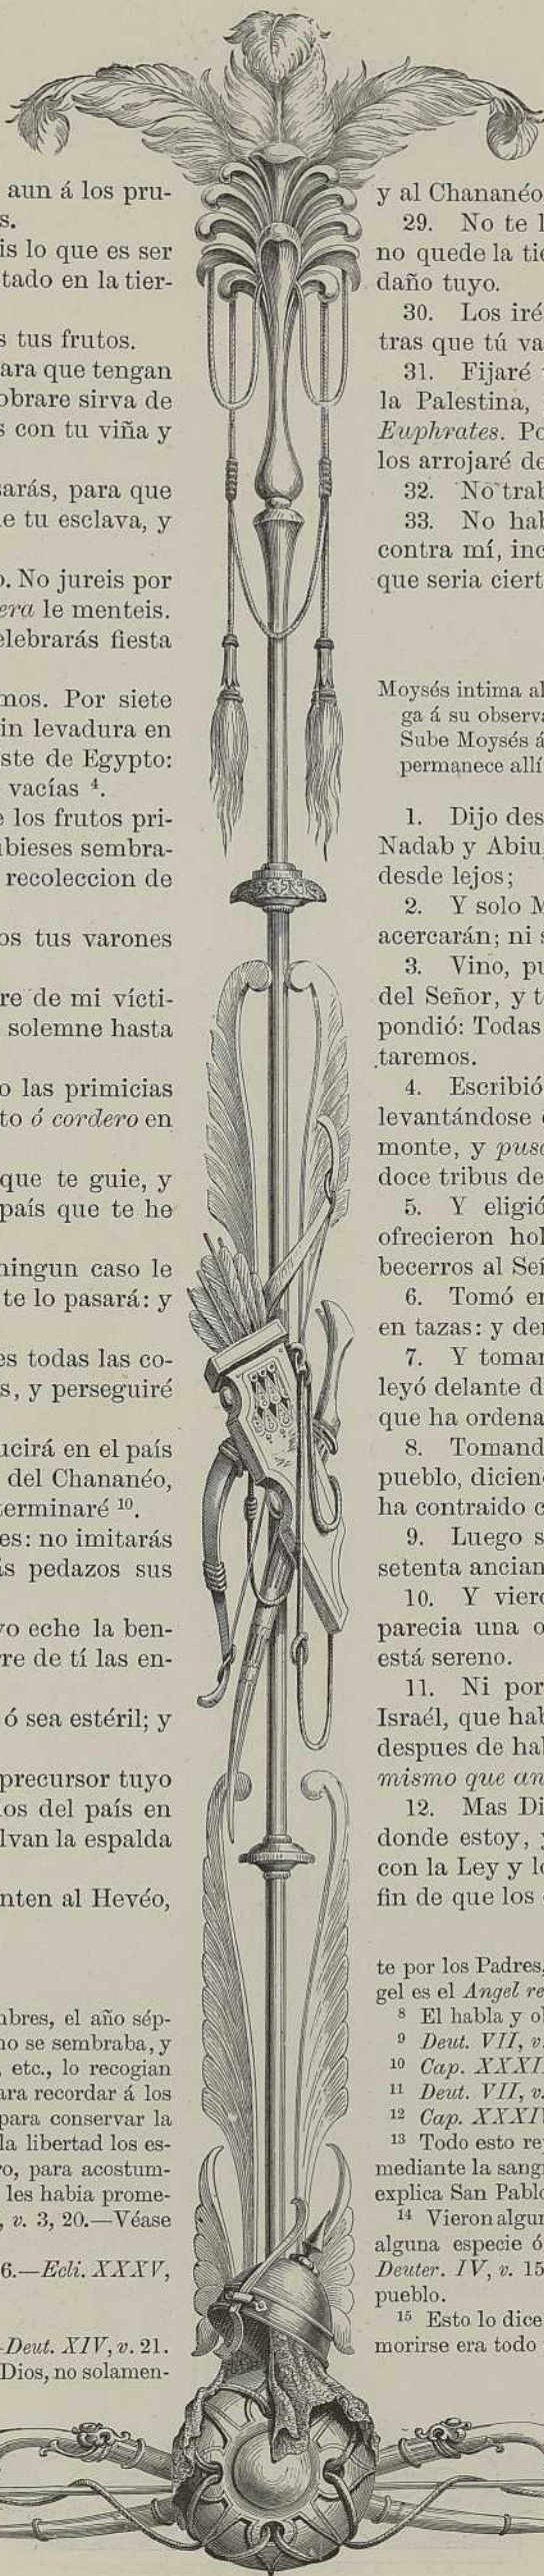 aun á los pru-
s.
is lo que es ser
tado en la tier-
s tus frutos.
ara que tengan
obrare sirva de
s con tu viña y
sarás, para que
e tu esclava, y
o. No jureis por
era le menteis.
elebrarás fiesta
mos. Por siete
in levadura en
ste de Egypto:
vacías ⁴.
e los frutos pri-
ubieses sembra-
recoleccion de
os tus varones
re de mi vícti-
solemne hasta
o las primicias
to ó cordero en
que te guie, y
país que te he
ningun caso le
te lo pasará: y
es todas las co-
s, y perseguiré
ucirá en el país
del Chananéo,
terminaré ¹⁰.
es: no imitarás
is pedazos sus
yo eche la ben-
re de tí las en-
ó sea estéril; y
precursor tuyo
os del país en
lvan la espalda
nten al Hevéo,
nbres, el año sép-
no se sembraba, y
, etc., lo recogian
ara recordar á los
para conservar la
la libertad los es-
ro, para acostum-
les habia prome-
, v. 3, 20.—Véase
6.—Ecli. XXXV,
-Deut. XIV, v. 21.
Dios, no solamen-
y al Chananéo
29. No te l
no quede la tie
daño tuyo.
30. Los iré
tras que tú va
31. Fijaré
la Palestina,
Euphrates. Po
los arrojaré de
32. No trab
33. No hab
contra mí, inc
que seria ciert
Moysés intima al
ga á su observa
Sube Moysés á
permanece allí
1. Dijo des
Nadab y Abiu,
desde lejos;
2. Y solo M
acercarán; ni s
3. Vino, pu
del Señor, y t
pondió: Todas
taremos.
4. Escribió
levantándose
monte, y puso
doce tribus de
5. Y eligió
ofrecieron hol
becerros al Señ
6. Tomó en
en tazas: y der
7. Y tomar
leyó delante d
que ha ordena
8. Tomand
pueblo, dicien
ha contraido c
9. Luego s
setenta ancian
10. Y viero
parecia una o
está sereno.
11. Ni por
Israél, que hab
despues de hal
mismo que an
12. Mas Di
donde estoy, y
con la Ley y lo
fin de que los
te por los Padres,
gel es el Angel re
⁸ El habla y ol
⁹ Deut. VII, v.
¹⁰ Cap. XXXII
¹¹ Deut. VII, v.
¹² Cap. XXXIV
¹³ Todo esto rep
mediante la sangr
explica San Pablo
¹⁴ Vieron algun
alguna especie ó
Deuter. IV, v. 15
pueblo.
¹⁵ Esto lo dice
morirse era todo